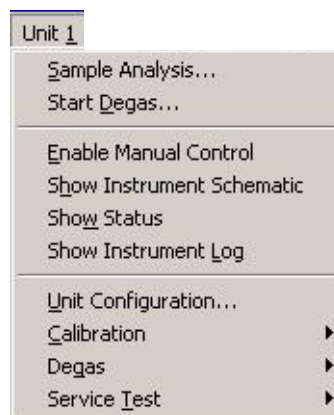 Unit 1
Sample Analysis...
Start Degas...
Enable Manual Control
Show Instrument Schematic
Show Status
Show Instrument Log
Unit Configuration...
Calibration
Degas
Service Test